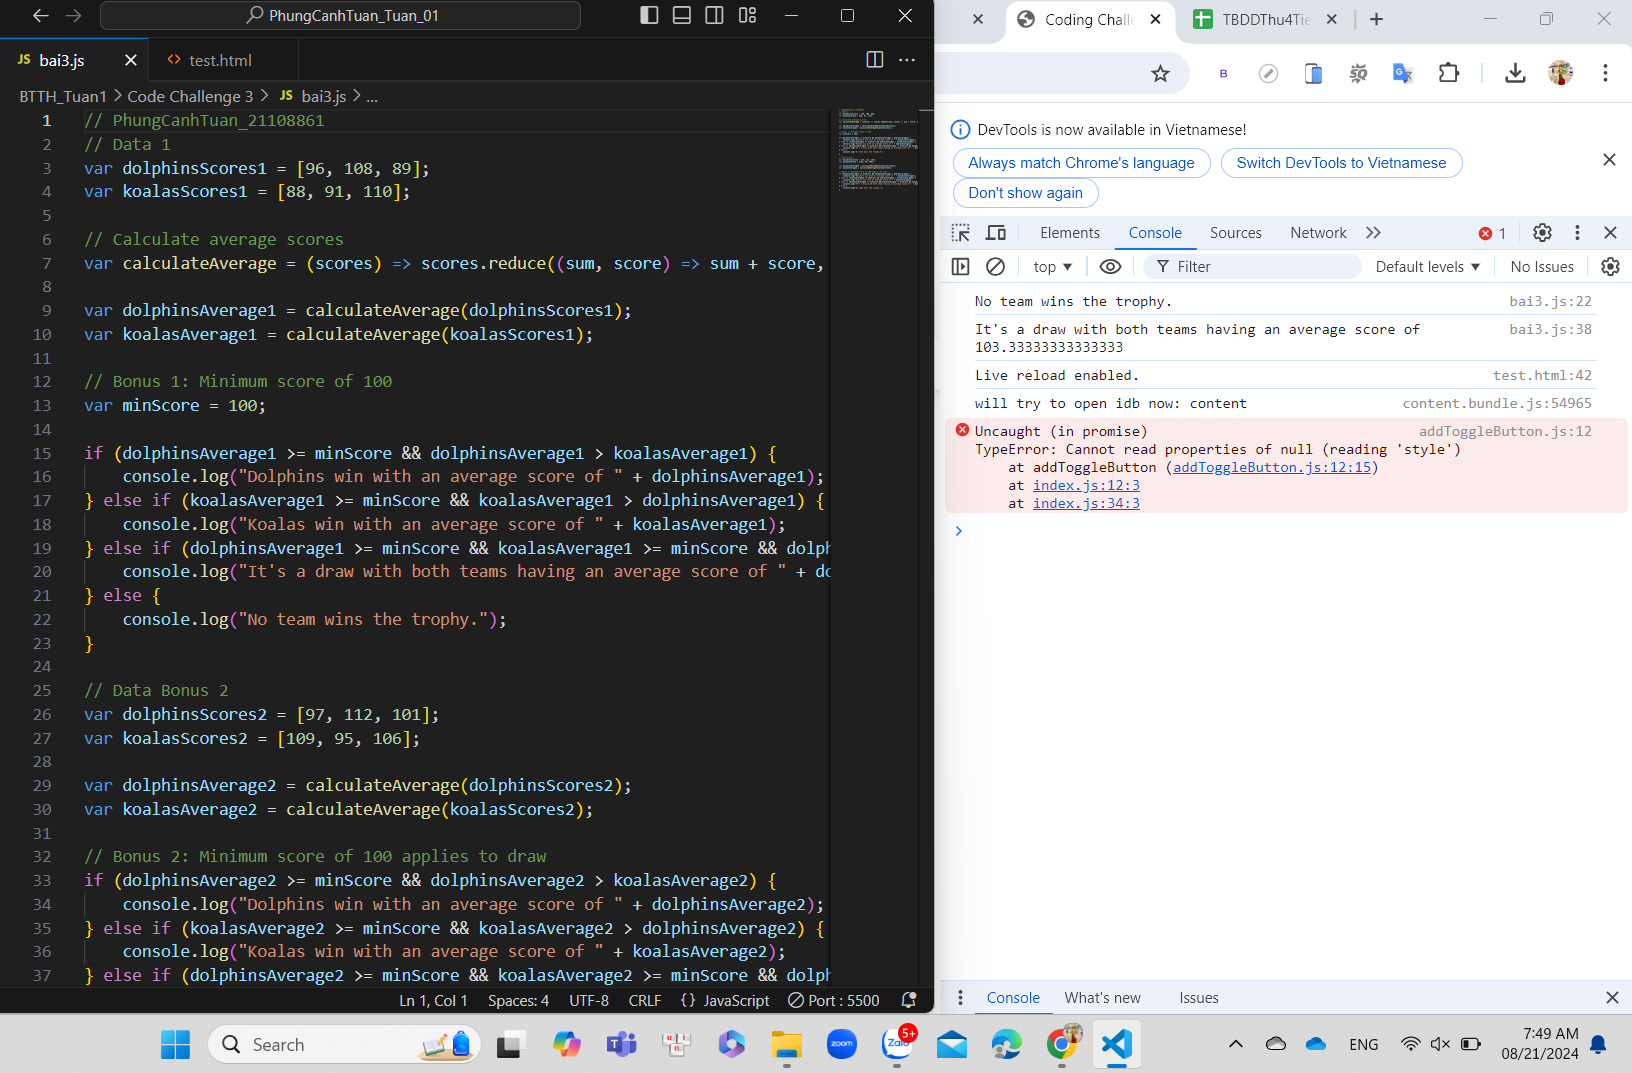 PhungCanhTuan_Tuan_01
JS bai3.js
<> test.html
BTTH_Tuan1 > Code Challenge 3 > JS bai3.js > ...
1 // PhungCanhTuan_21108861
2 // Data 1
3 var dolphinsScores1 = [96, 108, 89];
4 var koalasScores1 = [88, 91, 110];
5
6 // Calculate average scores
7 var calculateAverage = (scores) => scores.reduce((sum, score) => sum + score,
8
9 var dolphinsAverage1 = calculateAverage(dolphinsScores1);
10 var koalasAverage1 = calculateAverage(koalasScores1);
11
12 // Bonus 1: Minimum score of 100
13 var minScore = 100;
14
15 if (dolphinsAverage1 >= minScore && dolphinsAverage1 > koalasAverage1) {
16 console.log("Dolphins win with an average score of " + dolphinsAverage1);
17 } else if (koalasAverage1 >= minScore && koalasAverage1 > dolphinsAverage1) {
18 console.log("Koalas win with an average score of " + koalasAverage1);
19 } else if (dolphinsAverage1 >= minScore && koalasAverage1 >= minScore && dolph
20 console.log("It's a draw with both teams having an average score of " + do
21 } else {
22 console.log("No team wins the trophy.");
23 }
24
25 // Data Bonus 2
26 var dolphinsScores2 = [97, 112, 101];
27 var koalasScores2 = [109, 95, 106];
28
29 var dolphinsAverage2 = calculateAverage(dolphinsScores2);
30 var koalasAverage2 = calculateAverage(koalasScores2);
31
32 // Bonus 2: Minimum score of 100 applies to draw
33 if (dolphinsAverage2 >= minScore && dolphinsAverage2 > koalasAverage2) {
34 console.log("Dolphins win with an average score of " + dolphinsAverage2);
35 } else if (koalasAverage2 >= minScore && koalasAverage2 > dolphinsAverage2) {
36 console.log("Koalas win with an average score of " + koalasAverage2);
37 } else if (dolphinsAverage2 >= minScore && koalasAverage2 >= minScore && dolph
Ln 1, Col 1 Spaces: 4 UTF-8 CRLF {} JavaScript Port : 5500
Coding Challe
TBDDThu4Tie
B
DevTools is now available in Vietnamese!
Always match Chrome's language
Switch DevTools to Vietnamese
Don't show again
Elements Console Sources Network 1
top Filter Default levels No Issues
No team wins the trophy. bai3.js:22
It's a draw with both teams having an average score of bai3.js:38
103.33333333333333
Live reload enabled. test.html:42
will try to open idb now: content content.bundle.js:54965
Uncaught (in promise) addToggleButton.js:12
TypeError: Cannot read properties of null (reading 'style')
at addToggleButton (addToggleButton.js:12:15)
at index.js:12:3
at index.js:34:3
Console What's new Issues
Search
zoom
Zalo
5+
ENG
7:49 AM
08/21/2024